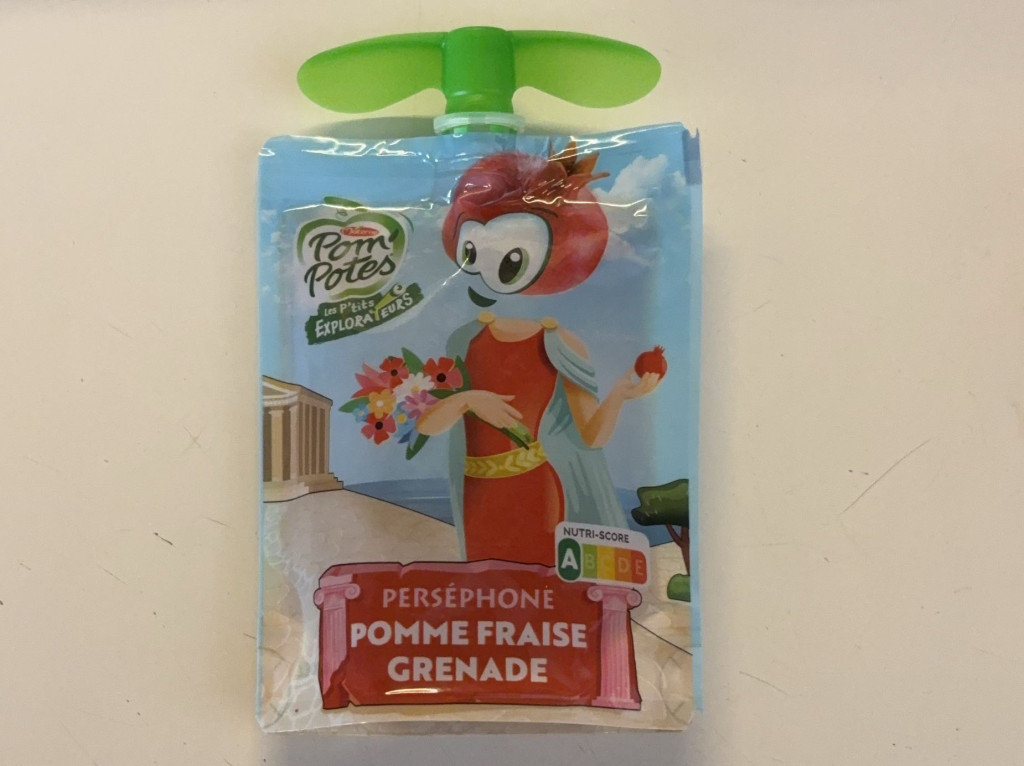 Pom'
Potes
Les P'tits
EXPLORATEURS
NUTRI-SCORE
A B C D E
PERSÉPHONE
POMME FRAISE
GRENADE